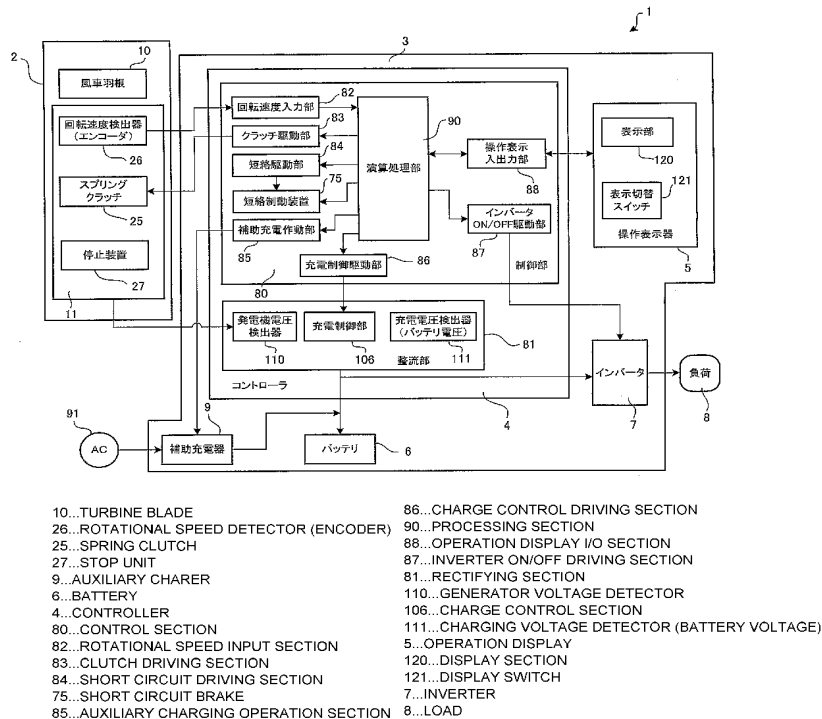 1
2
10
3
風車羽根
回転速度検出器
(エンコーダ)
26
スプリング
クラッチ
25
停止装置
27
11
回転速度入力部
82
クラッチ駆動部
83
短絡駆動部
84
短絡制動装置
75
補助充電作動部
85
90
演算処理部
操作表示
入出力部
88
インバータ
ON/OFF駆動部
87
制御部
充電制御駆動部
86
80
表示部
120
表示切替
スイッチ
121
操作表示器
5
発電機電圧
検出器
110
充電制御部
106
充電電圧検出器
(バッテリ電圧)
111
整流部
81
コントローラ
4
インバータ
7
負荷
8
91
AC
9
補助充電器
バッテリ
6
10...TURBINE BLADE
26...ROTATIONAL SPEED DETECTOR (ENCODER)
25...SPRING CLUTCH
27...STOP UNIT
9...AUXILIARY CHARER
6...BATTERY
4...CONTROLLER
80...CONTROL SECTION
82...ROTATIONAL SPEED INPUT SECTION
83...CLUTCH DRIVING SECTION
84...SHORT CIRCUIT DRIVING SECTION
75...SHORT CIRCUIT BRAKE
85...AUXILIARY CHARGING OPERATION SECTION
86...CHARGE CONTROL DRIVING SECTION
90...PROCESSING SECTION
88...OPERATION DISPLAY I/O SECTION
87...INVERTER ON/OFF DRIVING SECTION
81...RECTIFYING SECTION
110...GENERATOR VOLTAGE DETECTOR
106...CHARGE CONTROL SECTION
111...CHARGING VOLTAGE DETECTOR (BATTERY VOLTAGE)
5...OPERATION DISPLAY
120...DISPLAY SECTION
121...DISPLAY SWITCH
7...INVERTER
8...LOAD